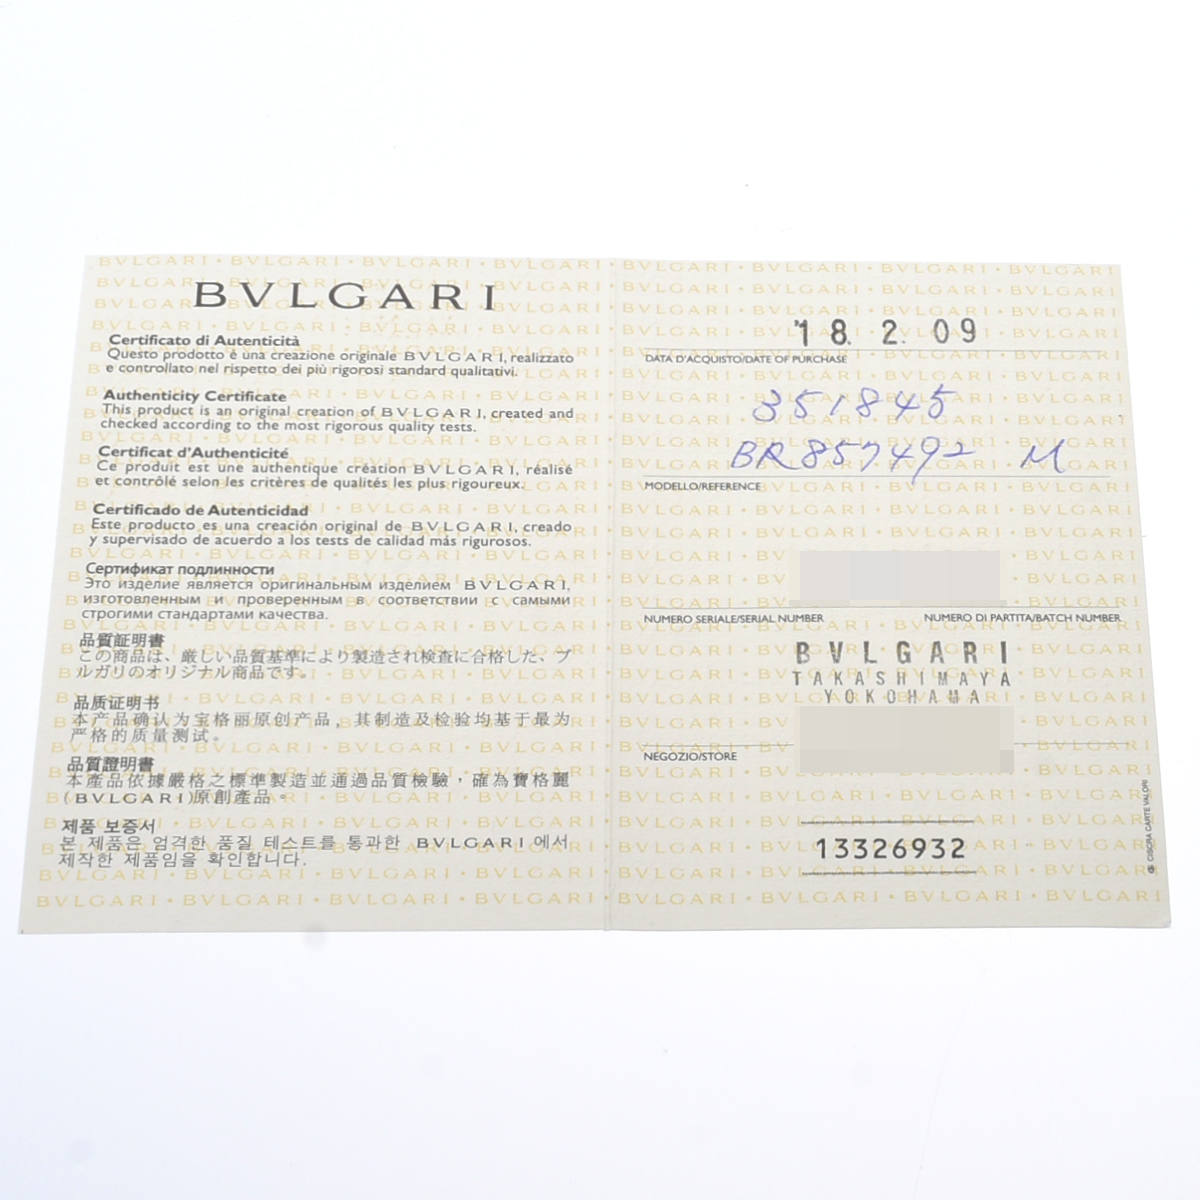 BVLGARI
Certificato di Autenticità
Questo prodotto è una creazione originale BVLGARI, realizzato
e controllato nel rispetto dei più rigorosi standard qualitativi.
Authenticity Certificate
This product is an original creation of BVLGARI, created and
checked according to the most rigorous quality tests.
Certificat d'Authenticité
Ce produit est une authentique création BVLGARI, réalisé
et contrôlé selon les critères de qualités les plus rigoureux.
Certificado de Autenticidad
Este producto es una creación original de BVLGARI, creado
y supervisado de acuerdo a los tests de calidad más rigurosos.
Сертификат подлинности
Это изделие является оригинальным изделием BVLGARI,
изготовленным и проверенным в соответствии с самыми
строгими стандартами качества.
品質証明書
この商品は、厳しい品質基準により製造され検査に合格した、ブ
ルガリのオリジナル商品です。
品质证明书
本产品确认为宝格丽原创产品，其制造及检验均基于最为
严格的质量测试。
品質證明書
本產品依據嚴格之標準製造並通過品質檢驗，確為寶格麗
(BVLGARI)原創產品。
제품 보증서
본 제품은 엄격한 품질 테스트를 통과한 BVLGARI 에서
제작한 제품임을 확인합니다.
'18. 2. 09
DATA D'ACQUISTO/DATE OF PURCHASE
351845
BR857492 M
MODELLO/REFERENCE
NUMERO SERIALE/SERIAL NUMBER NUMERO DI PARTITA/BATCH NUMBER
BVLGARI
TAKASHIMAYA
YOKOHAMA
NEGOZIO/STORE
13326932
CISCRA CARTE VALORI